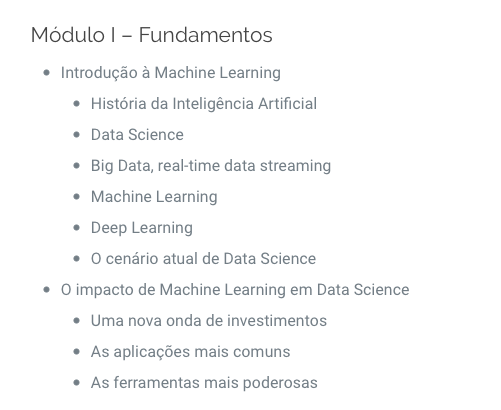 Módulo I – Fundamentos
Introdução à Machine Learning
História da Inteligência Artificial
Data Science
Big Data, real-time data streaming
Machine Learning
Deep Learning
O cenário atual de Data Science
O impacto de Machine Learning em Data Science
Uma nova onda de investimentos
As aplicações mais comuns
As ferramentas mais poderosas